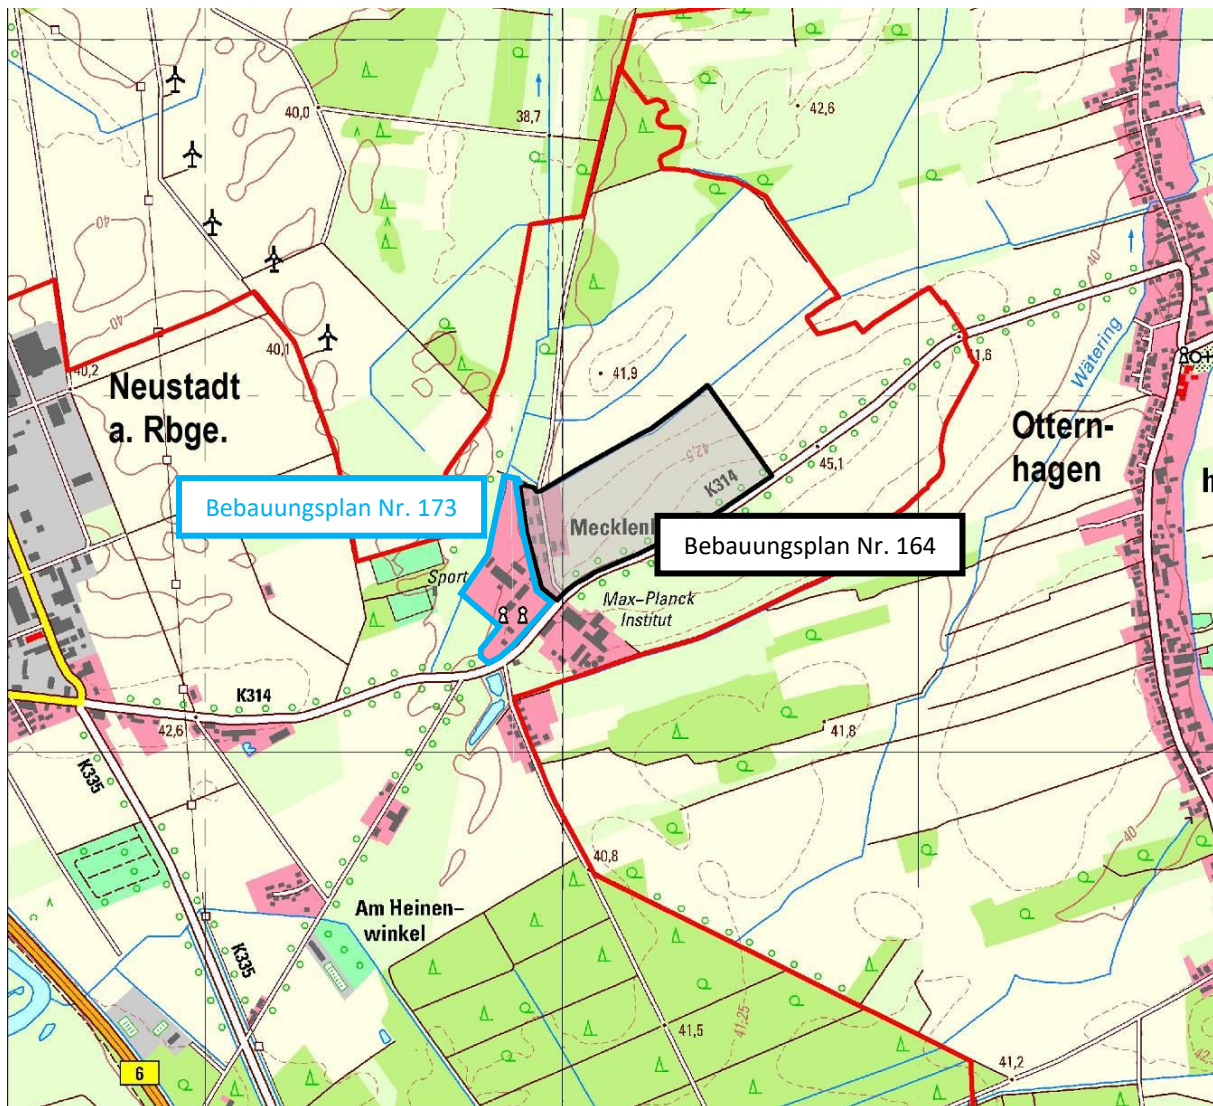 40,0
38,7
42,6
40
40
40
40,2
40,1
41,9
41,6
Neustadt
a. Rbge.
Wätering
Ottern-
hagen
h
42,5
45,1
K314
Bebauungsplan Nr. 173
Mecklenh
Bebauungsplan Nr. 164
Sport
Max-Planck
Institut
K314
42,6
41,8
K335
40,8
40
Am Heinen-
winkel
K335
41,5
41,25
41,2
42,
6